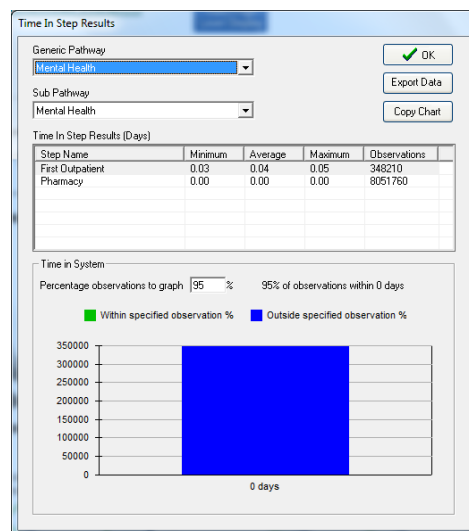 Time In Step Results
Generic Pathway
Mental Health
OK
Export Data
Sub Pathway
Mental Health
Copy Chart
Time In Step Results (Days)
Step Name Minimum Average Maximum Observations
First Outpatient 0.03 0.04 0.05 348210
Pharmacy 0.00 0.00 0.00 8051760
Time in System
Percentage observations to graph 95 % 95% of observations within 0 days
Within specified observation % Outside specified observation %
350000
300000
250000
200000
150000
100000
50000
0
0 days